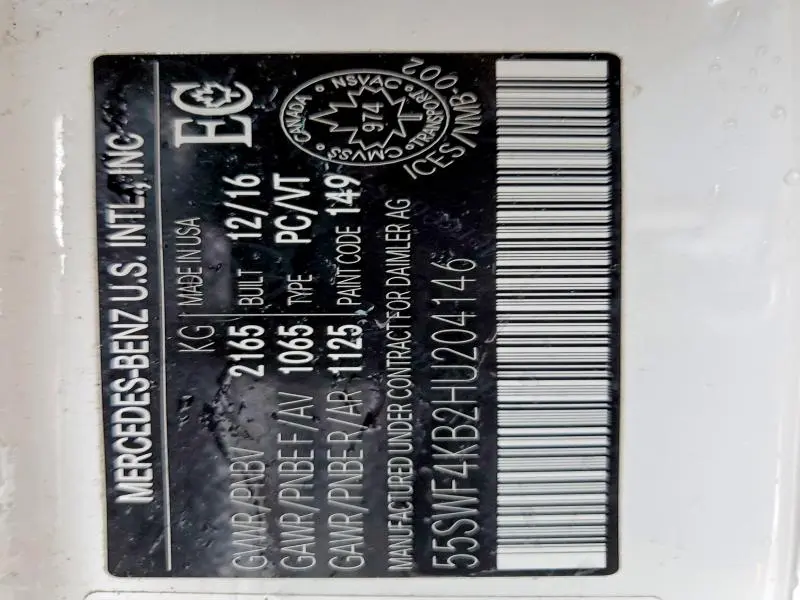 MERCEDES-BENZ U.S. INTL., INC
KG MADE IN USA
GVWR/PNBV 2165 BUILT 12/16
GAWR/PNBE F/AV 1065 TYPE PC/VT
GAWR/PNBE R/AR 1125 PAINT CODE 149
EC
CANADA · NSVAC · TRANSPORT · CMVSS
974
ICES/NMB-002
MANUFACTURED UNDER CONTRACT FOR DAIMLER AG
55SWF4KB2HU204146